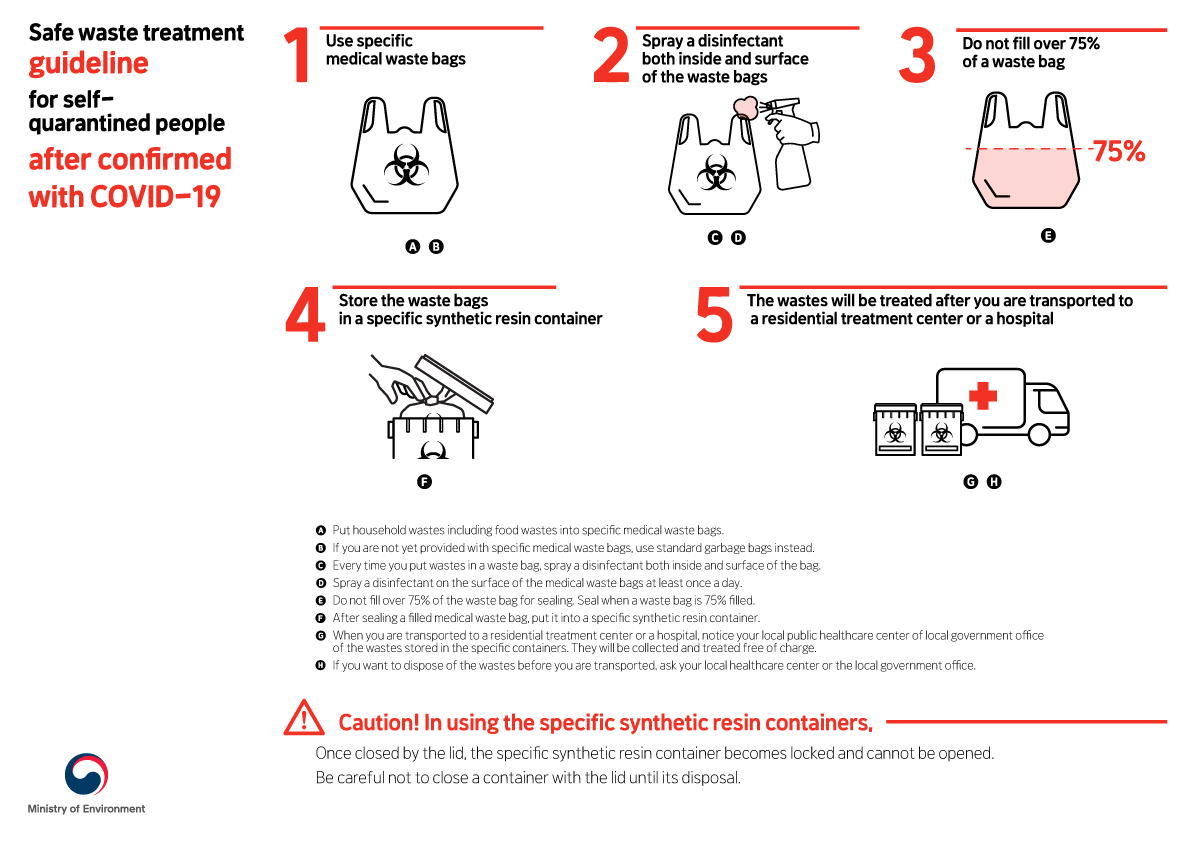 Safe waste treatment
guideline
for self-
quarantined people
after confirmed
with COVID-19
1
Use specific
medical waste bags
A B
2
Spray a disinfectant
both inside and surface
of the waste bags
C D
3
Do not fill over 75%
of a waste bag
75%
E
4
Store the waste bags
in a specific synthetic resin container
F
5
The wastes will be treated after you are transported to
a residential treatment center or a hospital
G H
A Put household wastes including food wastes into specific medical waste bags.
B If you are not yet provided with specific medical waste bags, use standard garbage bags instead.
C Every time you put wastes in a waste bag, spray a disinfectant both inside and surface of the bag.
D Spray a disinfectant on the surface of the medical waste bags at least once a day.
E Do not fill over 75% of the waste bag for sealing. Seal when a waste bag is 75% filled.
F After sealing a filled medical waste bag, put it into a specific synthetic resin container.
G When you are transported to a residential treatment center or a hospital, notice your local public healthcare center of local government office
of the wastes stored in the specific containers. They will be collected and treated free of charge.
H If you want to dispose of the wastes before you are transported, ask your local healthcare center or the local government office.
Caution! In using the specific synthetic resin containers,
Once closed by the lid, the specific synthetic resin container becomes locked and cannot be opened.
Be careful not to close a container with the lid until its disposal.
Ministry of Environment